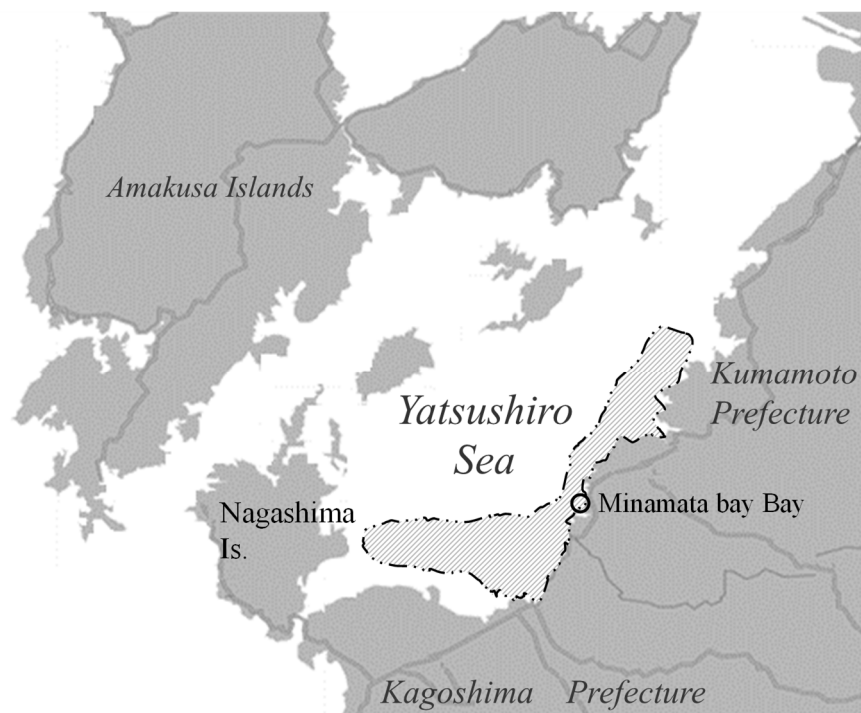 Amakusa Islands
Kumamoto
Prefecture
Yatsushiro
Sea
Nagashima
Is.
Minamata bay Bay
Kagoshima Prefecture